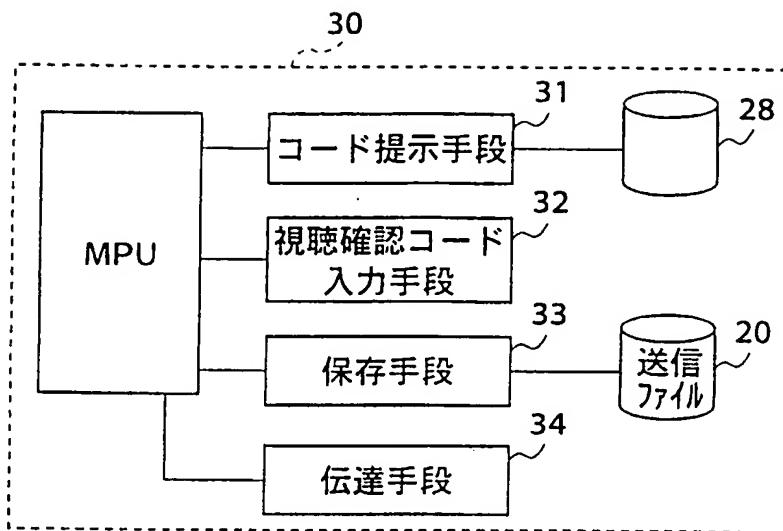 30
31
コード提示手段
28
MPU
32
視聴確認コード
入力手段
33
保存手段
20
送信
ファイル
34
伝達手段